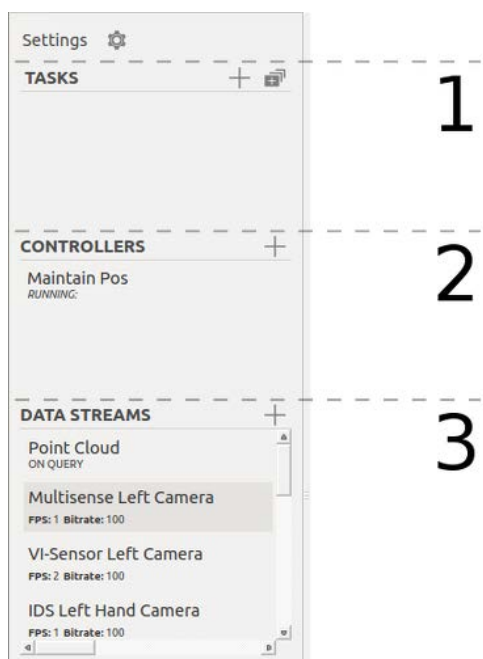 Settings
TASKS
1
CONTROLLERS
2
Maintain Pos
RUNNING:
DATA STREAMS
3
Point Cloud
ON QUERY
Multisense Left Camera
FPS: 1 Bitrate: 100
VI-Sensor Left Camera
FPS: 2 Bitrate: 100
IDS Left Hand Camera
FPS: 1 Bitrate: 100